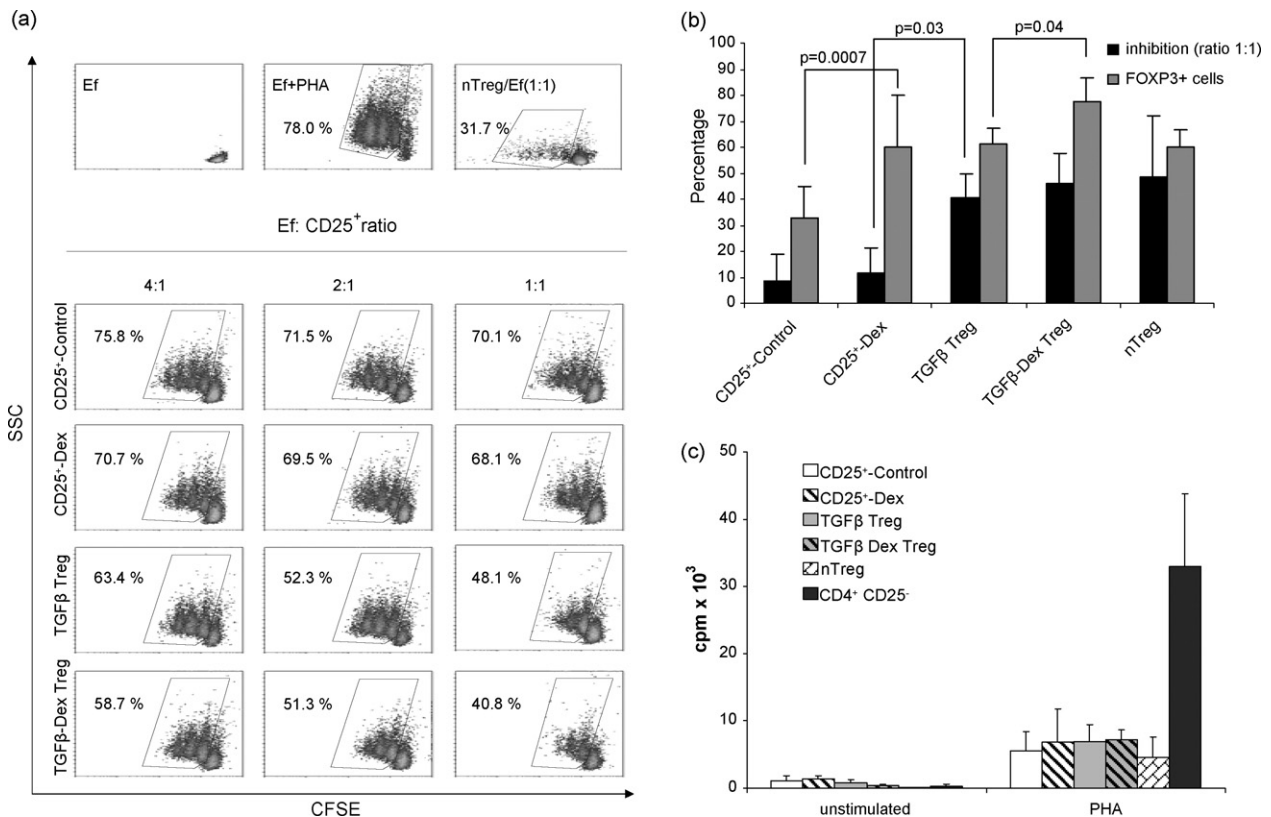 (a)
Ef
Ef+PHA
78.0 %
nTreg/Ef(1:1)
31.7 %
Ef: CD25⁺ratio
4:1 2:1 1:1
CD25⁺-Control
75.8 % 71.5 % 70.1 %
CD25⁺-Dex
70.7 % 69.5 % 68.1 %
TGFβ Treg
63.4 % 52.3 % 48.1 %
TGFβ-Dex Treg
58.7 % 51.3 % 40.8 %
SSC
CFSE
(b)
p=0.0007
p=0.03
p=0.04
inhibition (ratio 1:1)
FOXP3+ cells
Percentage
100
90
80
70
60
50
40
30
20
10
0
CD25⁺-Control
CD25⁺-Dex
TGFβ Treg
TGFβ-Dex Treg
nTreg
(c)
CD25⁺-Control
CD25⁺-Dex
TGFβ Treg
TGFβ Dex Treg
nTreg
CD4⁺ CD25⁻
cpm x 10³
50
40
30
20
10
0
unstimulated
PHA